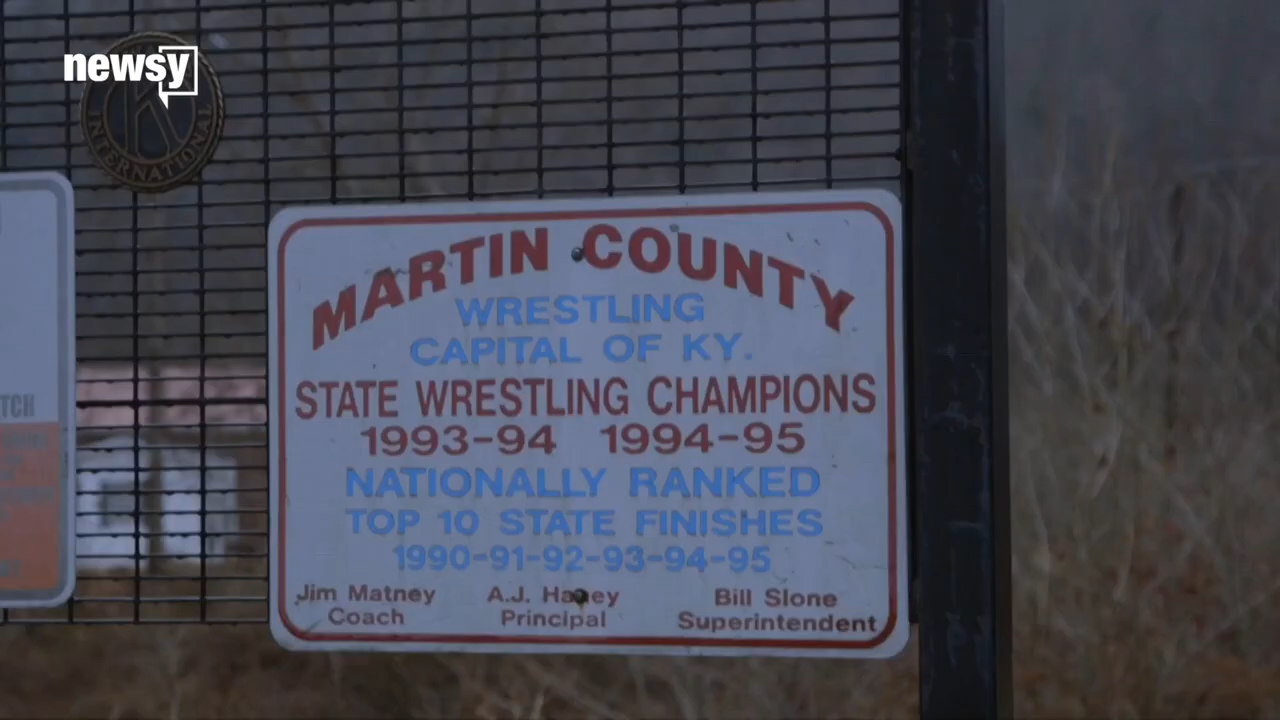 newsy
K
INTERNATIONAL
TCH
MARTIN COUNTY
WRESTLING
CAPITAL OF KY.
STATE WRESTLING CHAMPIONS
1993-94 1994-95
NATIONALLY RANKED
TOP 10 STATE FINISHES
1990-91-92-93-94-95
Jim Matney A.J. Bill Slone
Coach Principal Superintendent